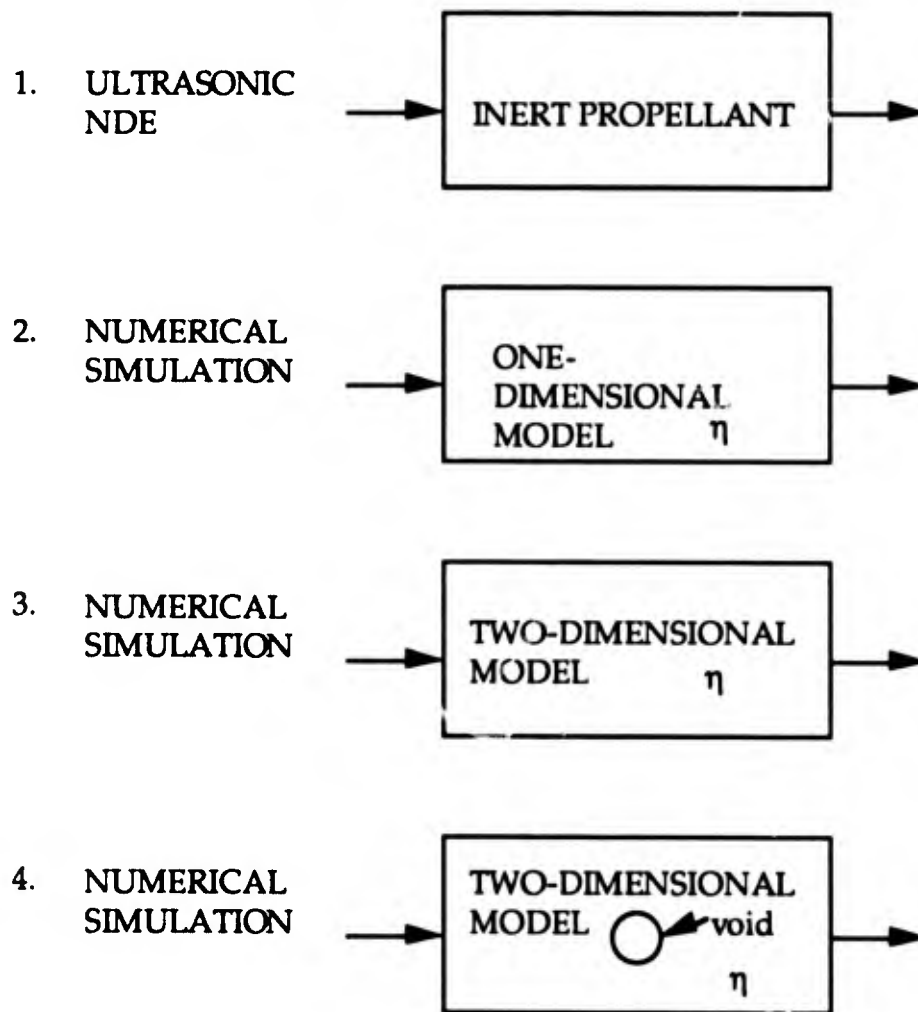 1. ULTRASONIC
NDE
INERT PROPELLANT
2. NUMERICAL
SIMULATION
ONE-
DIMENSIONAL
MODEL η
3. NUMERICAL
SIMULATION
TWO-DIMENSIONAL
MODEL η
4. NUMERICAL
SIMULATION
TWO-DIMENSIONAL
MODEL void
η